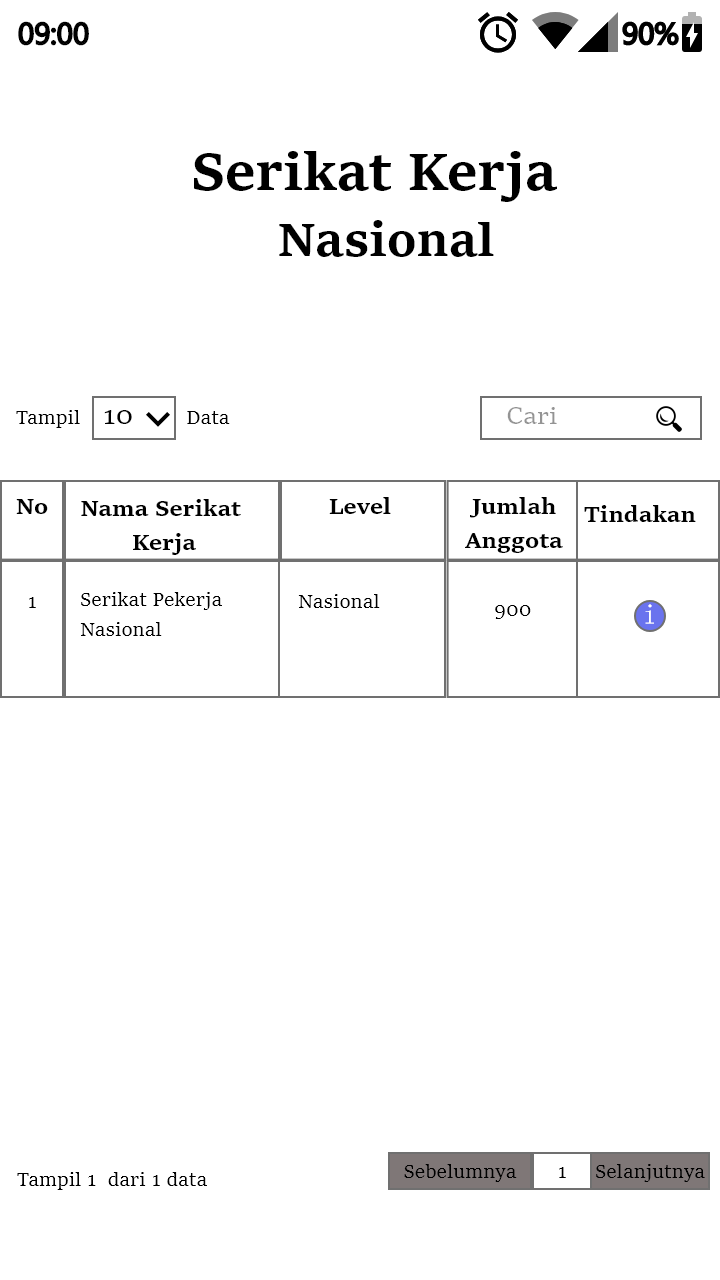 09:00 90%
Serikat Kerja
Nasional
Tampil 10 Data Cari
No Nama Serikat Kerja Level Jumlah Anggota Tindakan
1 Serikat Pekerja Nasional Nasional 900 i
Tampil 1 dari 1 data Sebelumnya 1 Selanjutnya